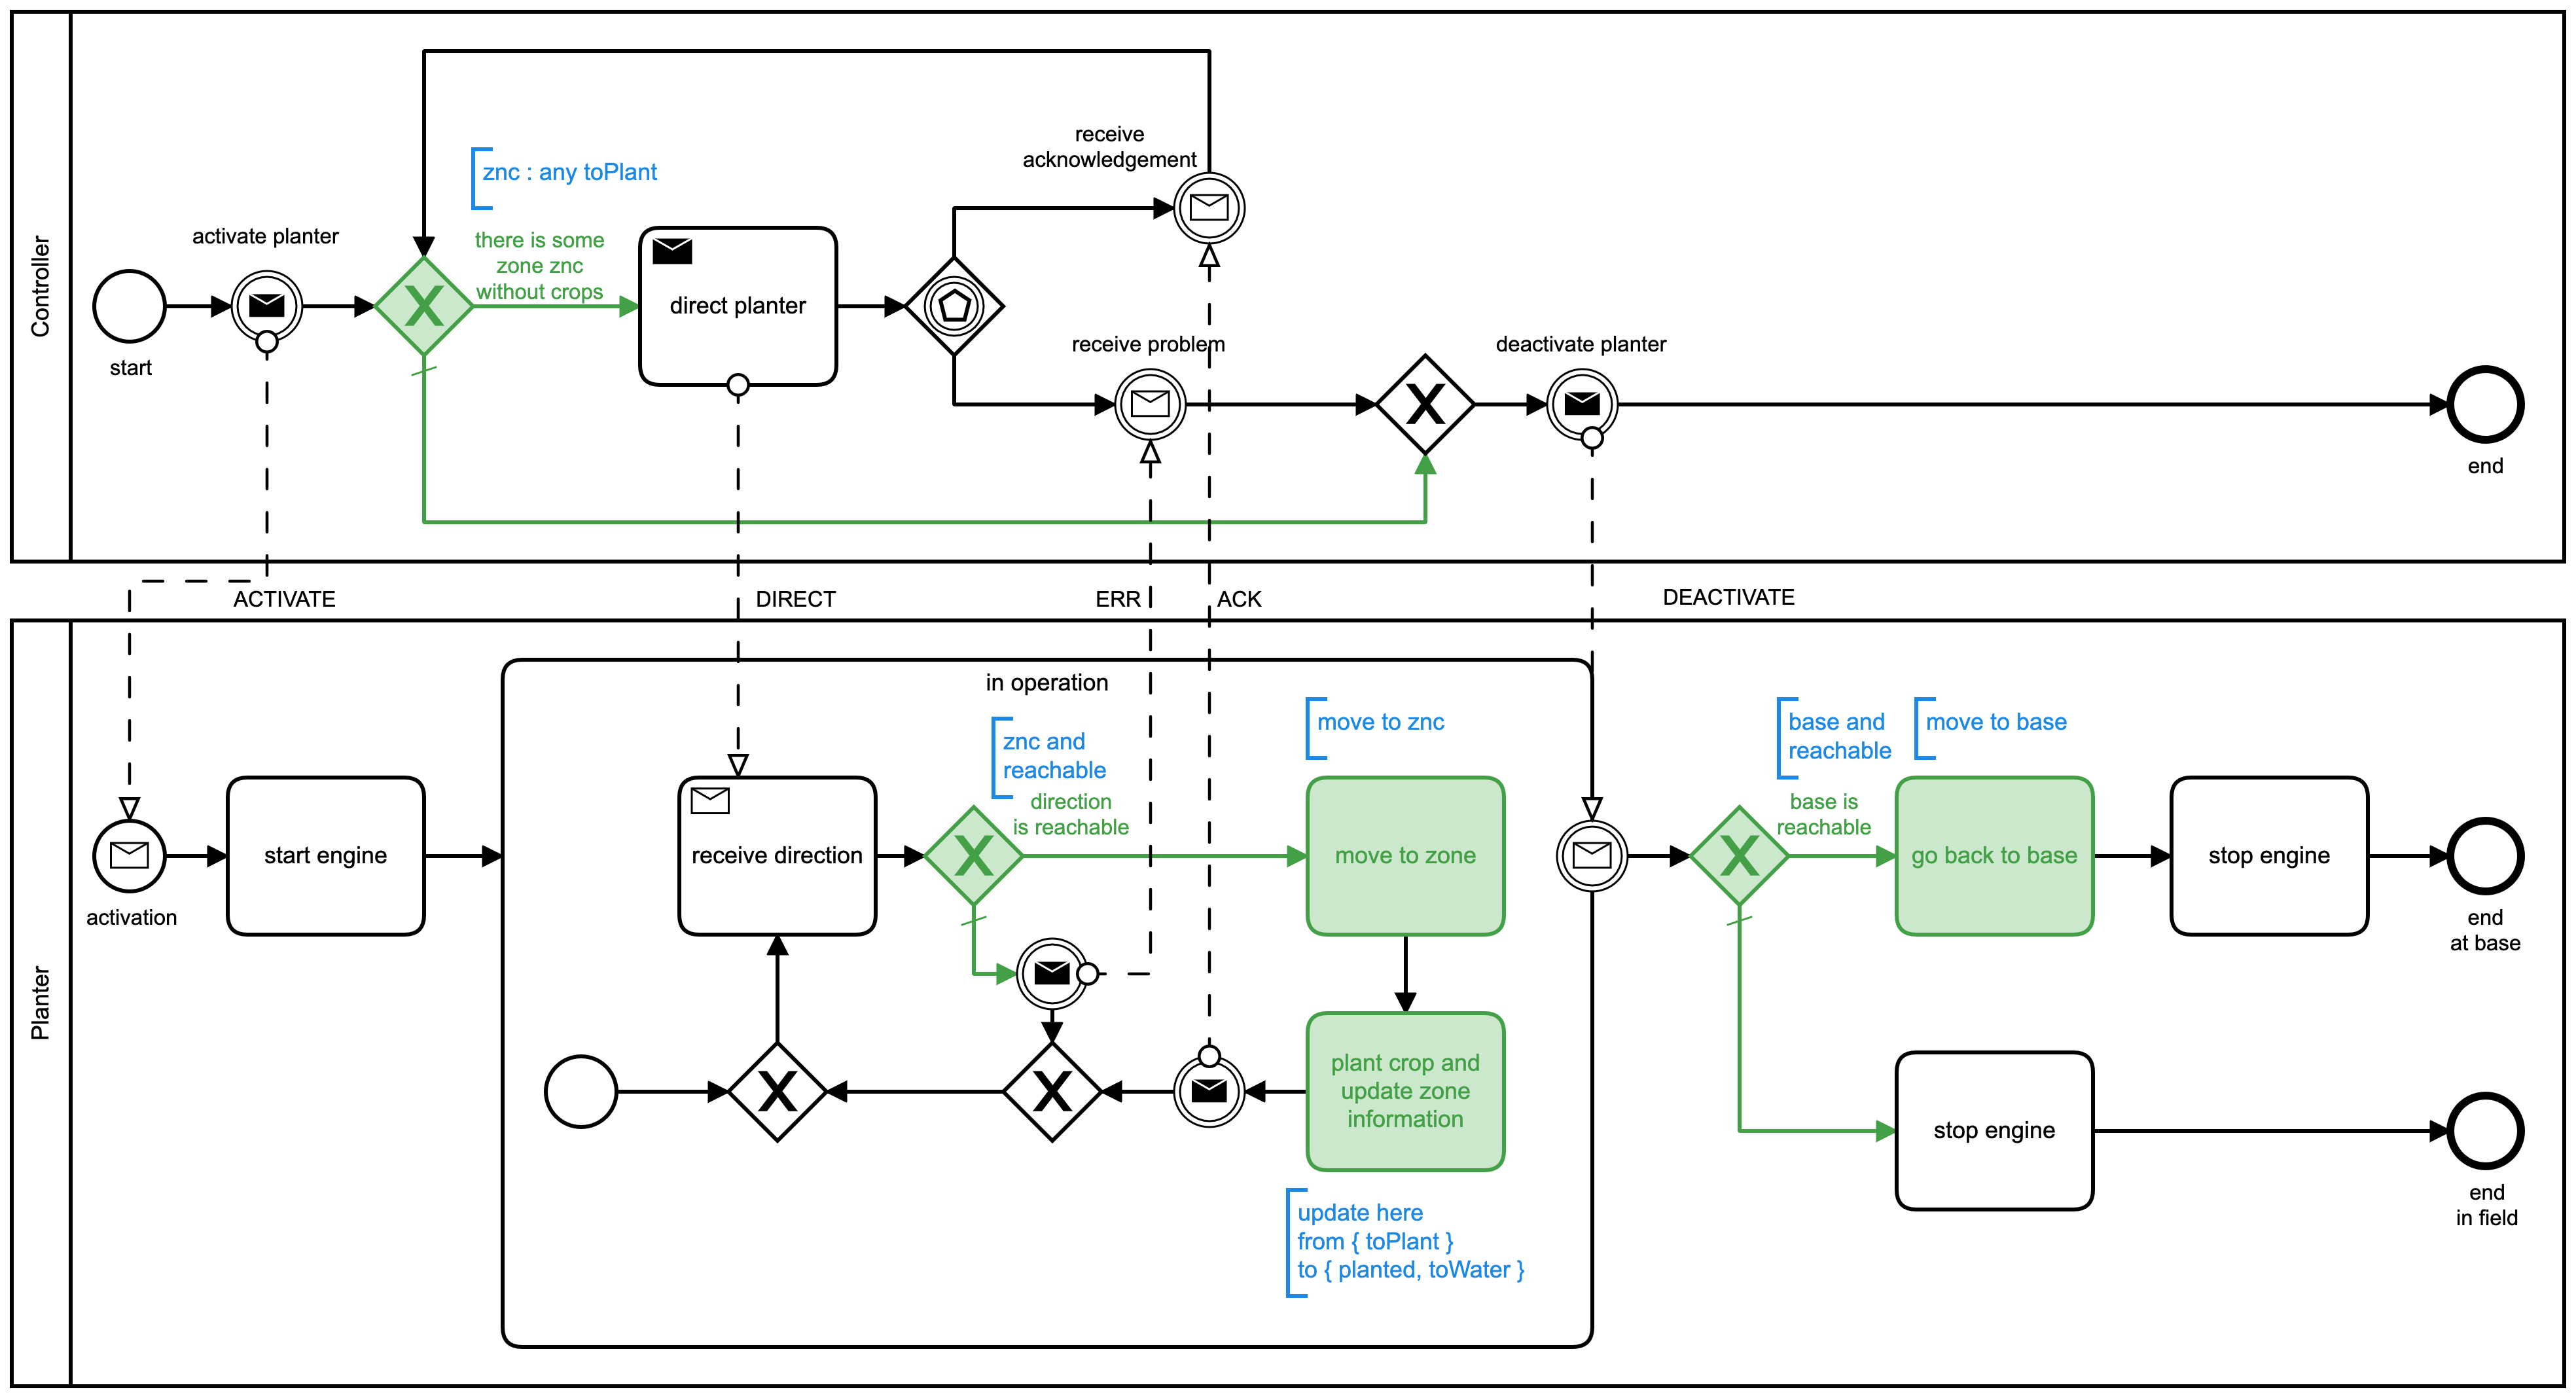 Controller
receive
acknowledgement
znc : any toPlant
activate planter
there is some
zone znc
without crops
direct planter
start
receive problem
deactivate planter
end
ACTIVATE
DIRECT
ERR
ACK
DEACTIVATE
Planter
in operation
znc and
reachable
move to znc
base and
reachable
move to base
direction
is reachable
base is
reachable
start engine
receive direction
move to zone
go back to base
stop engine
activation
end
at base
plant crop and
update zone
information
stop engine
end
in field
update here
from { toPlant }
to { planted, toWater }